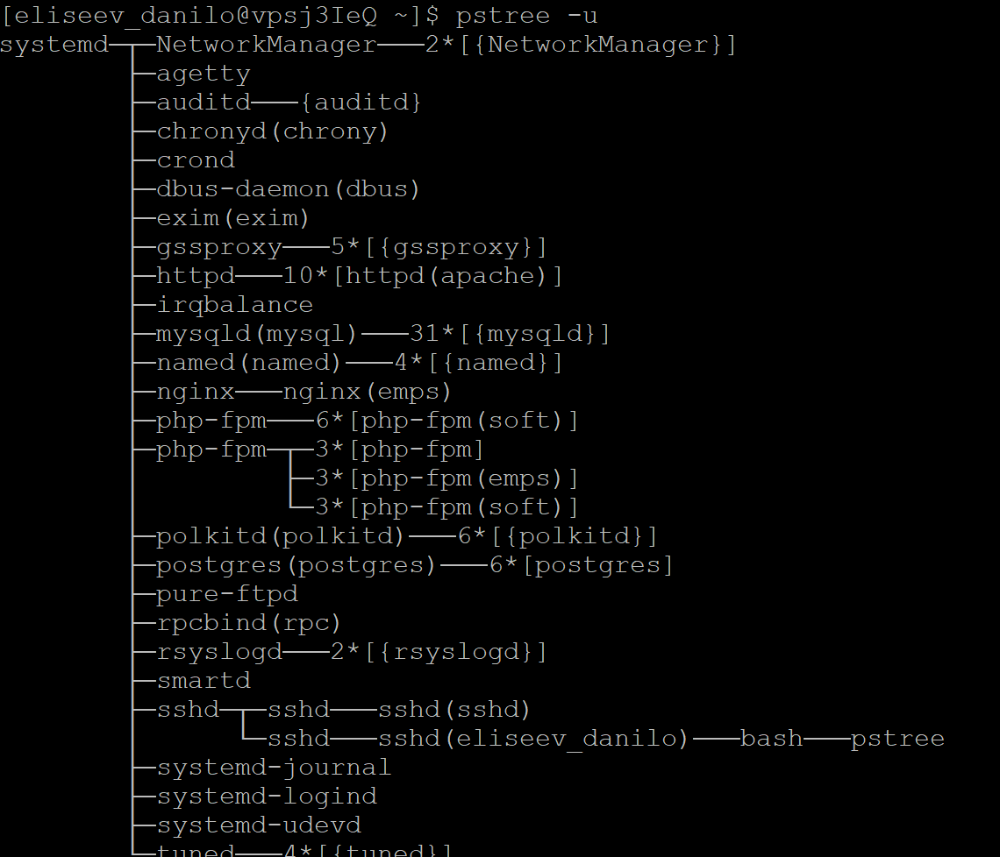 [eliseev_danilo@vpsj3IeQ ~]$ pstree -u
systemd─┬─NetworkManager───2*[{NetworkManager}]
        ├─agetty
        ├─auditd───{auditd}
        ├─chronyd(chrony)
        ├─crond
        ├─dbus-daemon(dbus)
        ├─exim(exim)
        ├─gssproxy───5*[{gssproxy}]
        ├─httpd───10*[httpd(apache)]
        ├─irqbalance
        ├─mysqld(mysql)───31*[{mysqld}]
        ├─named(named)───4*[{named}]
        ├─nginx───nginx(emps)
        ├─php-fpm───6*[php-fpm(soft)]
        ├─php-fpm─┬─3*[php-fpm]
        │         ├─3*[php-fpm(emps)]
        │         └─3*[php-fpm(soft)]
        ├─polkitd(polkitd)───6*[{polkitd}]
        ├─postgres(postgres)───6*[postgres]
        ├─pure-ftpd
        ├─rpcbind(rpc)
        ├─rsyslogd───2*[{rsyslogd}]
        ├─smartd
        ├─sshd─┬─sshd───sshd(sshd)
        │      └─sshd───sshd(eliseev_danilo)───bash───pstree
        ├─systemd-journal
        ├─systemd-logind
        ├─systemd-udevd
        └─tuned───4*[{tuned}]